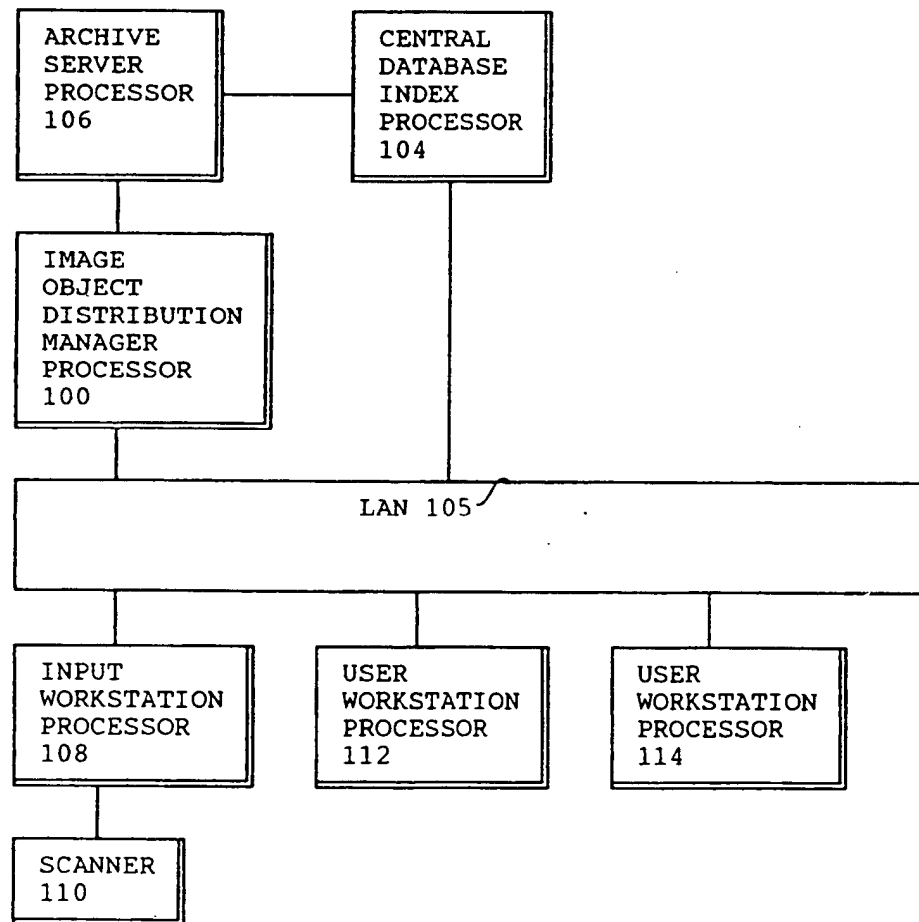 ARCHIVE
SERVER
PROCESSOR
106
CENTRAL
DATABASE
INDEX
PROCESSOR
104
IMAGE
OBJECT
DISTRIBUTION
MANAGER
PROCESSOR
100
LAN 105
INPUT
WORKSTATION
PROCESSOR
108
USER
WORKSTATION
PROCESSOR
112
USER
WORKSTATION
PROCESSOR
114
SCANNER
110